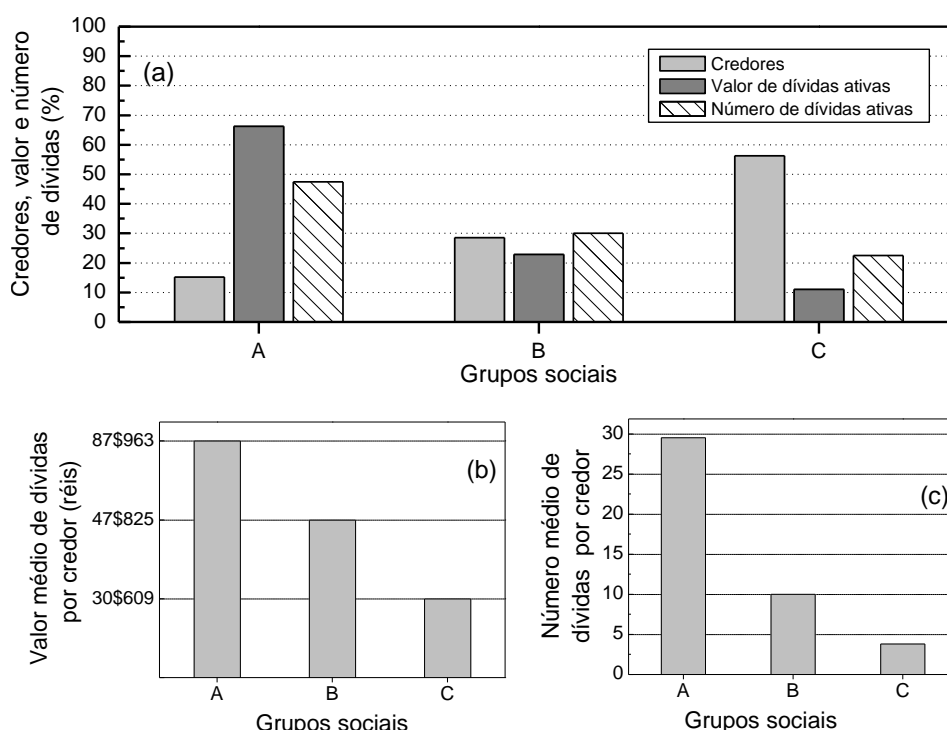 Credores, valor e número
de dívidas (%)
100
90
80
70
60
50
40
30
20
10
0
(a)
Credores
Valor de dívidas ativas
Número de dívidas ativas
A
B
C
Grupos sociais
Valor médio de dívidas
por credor (réis)
87$963
47$825
30$609
(b)
A
B
C
Grupos sociais
Número médio de
dívidas por credor
30
25
20
15
10
5
0
(c)
A
B
C
Grupos sociais